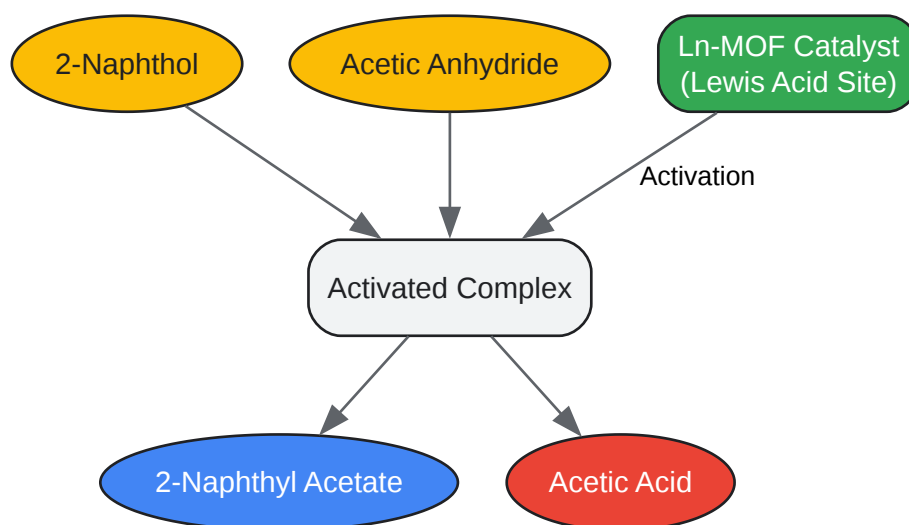 2-Naphthol
Acetic Anhydride
Ln-MOF Catalyst
(Lewis Acid Site)
Activation
Activated Complex
2-Naphthyl Acetate
Acetic Acid